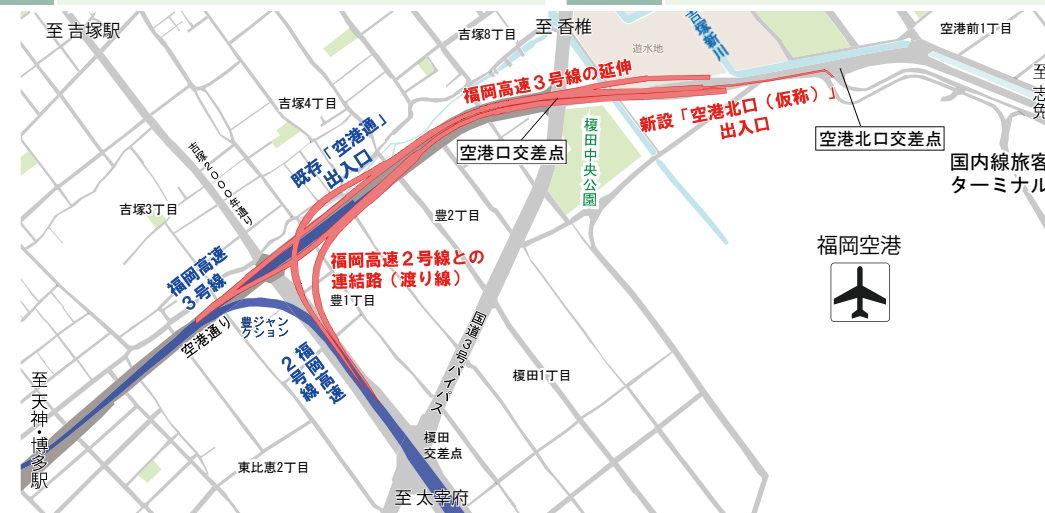 至 吉塚駅
吉塚8丁目
至 香椎
遊水地
吉塚新川
空港前1丁目
至 志免
福岡高速3号線の延伸
吉塚4丁目
新設「空港北口（仮称）」
出入口
空港口交差点
空港北口交差点
既存「空港通」
出入口
榎田中央公園
国内線旅客
ターミナル
吉塚2000年通り
吉塚3丁目
豊2丁目
福岡空港
福岡高速
3号線
福岡高速2号線との
連結路（渡り線）
豊1丁目
豊ジャン
クション
空港通り
福岡高速
2号線
国道3号バイパス
榎田1丁目
至 天神・博多駅
榎田
交差点
東比恵2丁目
至 太宰府